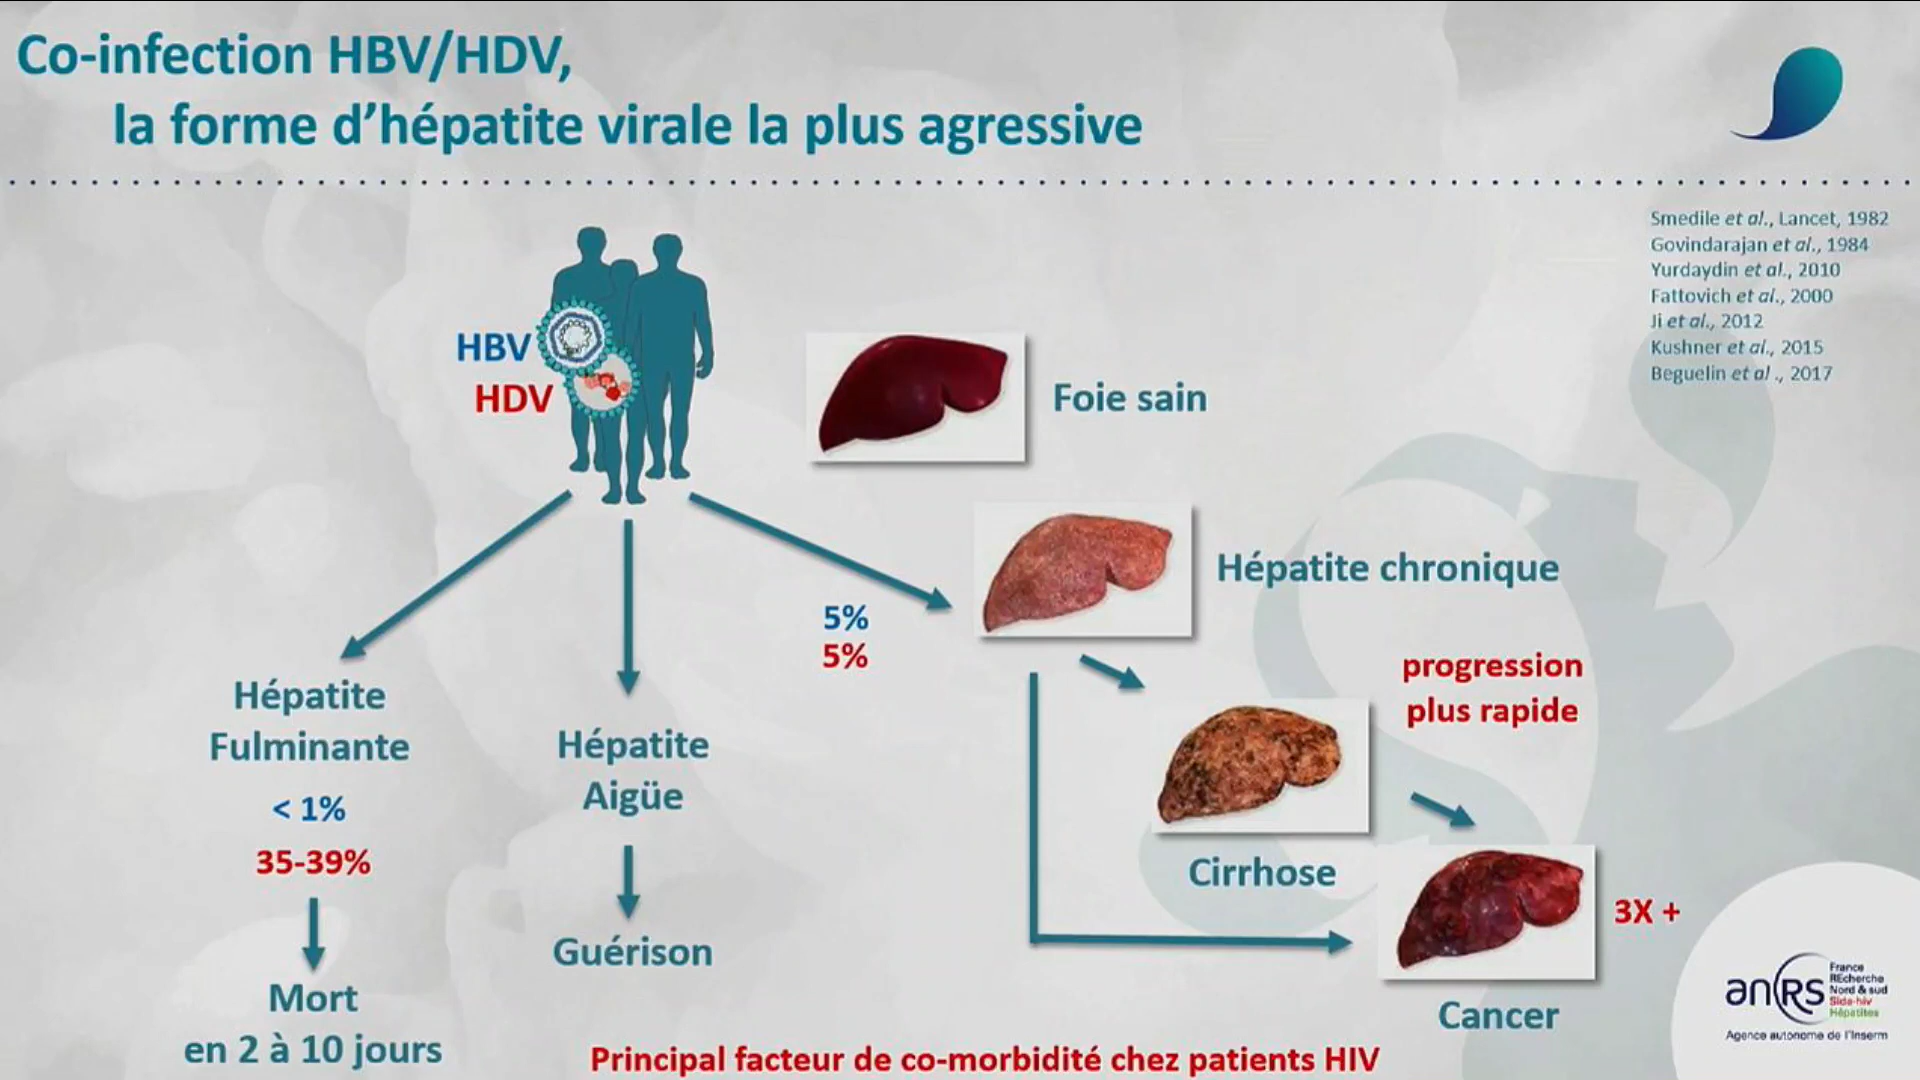 Co-infection HBV/HDV,
la forme d'hépatite virale la plus agressive
Smedile et al., Lancet, 1982
Govindarajan et al., 1984
Yurdaydin et al., 2010
Fattovich et al., 2000
Ji et al., 2012
Kushner et al., 2015
Beguelin et al ., 2017
HBV
HDV
Foie sain
Hépatite chronique
5%
5%
progression
plus rapide
Hépatite
Fulminante
< 1%
35-39%
Mort
en 2 à 10 jours
Hépatite
Aigüe
Guérison
Cirrhose
3X +
Cancer
Principal facteur de co-morbidité chez patients HIV
anRS
France
REcherche
Nord & sud
Sida-hiv
Hépatites
Agence autonome de l'Inserm